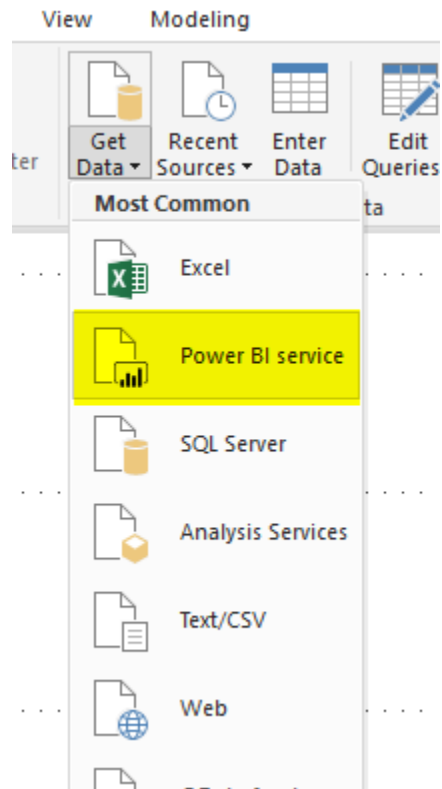 View Modeling
Get Data Recent Sources Enter Data Edit Queries
ter
ta
Most Common
Excel
Power BI service
SQL Server
Analysis Services
Text/CSV
Web